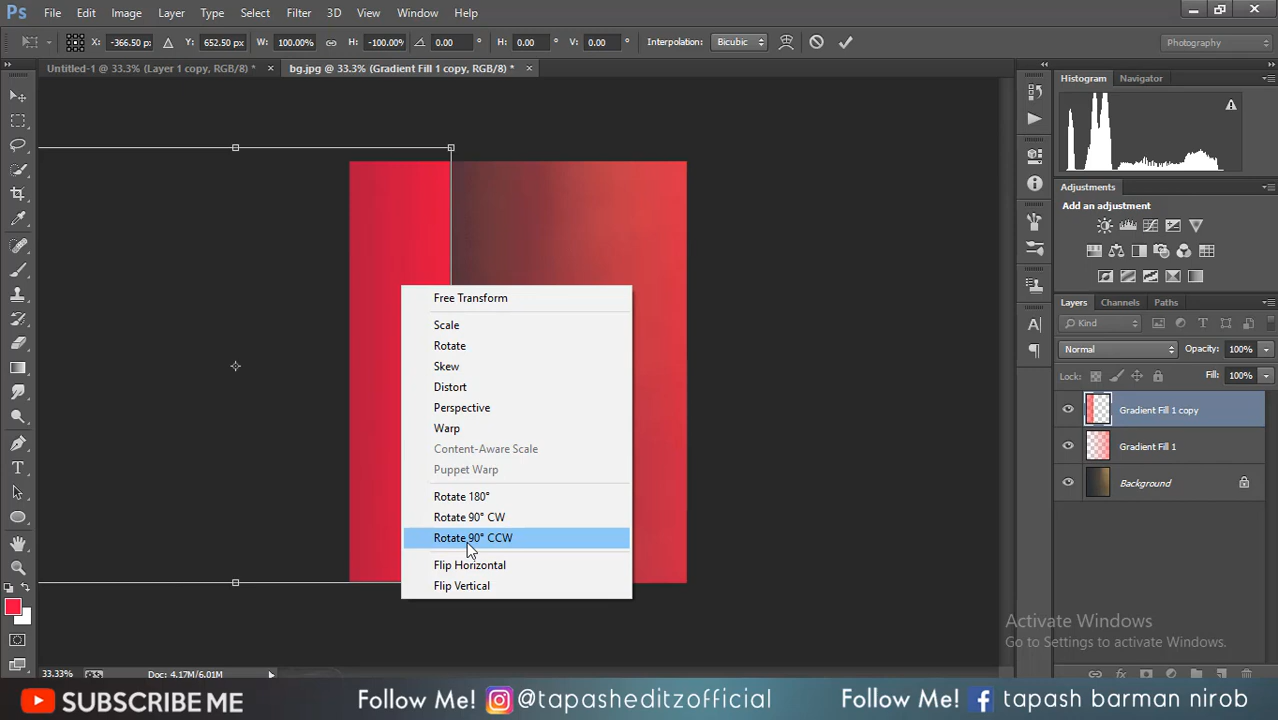 Ps File Edit Image Layer Type Select Filter 3D View Window Help
X: -366.50 px Y: 652.50 px W: 100.00% H: -100.00% 0.00 ° H: 0.00 ° V: 0.00 ° Interpolation: Bicubic Photography
Untitled-1 @ 33.3% (Layer 1 copy, RGB/8) * × bg.jpg @ 33.3% (Gradient Fill 1 copy, RGB/8) * ×
Histogram Navigator
Adjustments
Add an adjustment
Layers Channels Paths
Kind
Normal Opacity: 100%
Lock: Fill: 100%
Gradient Fill 1 copy
Gradient Fill 1
Background
Free Transform
Scale
Rotate
Skew
Distort
Perspective
Warp
Content-Aware Scale
Puppet Warp
Rotate 180°
Rotate 90° CW
Rotate 90° CCW
Flip Horizontal
Flip Vertical
Activate Windows
Go to Settings to activate Windows.
33.33% Doc: 4.17M/6.01M
SUBSCRIBE ME Follow Me! @tapasheditzofficial Follow Me! tapash barman nirob